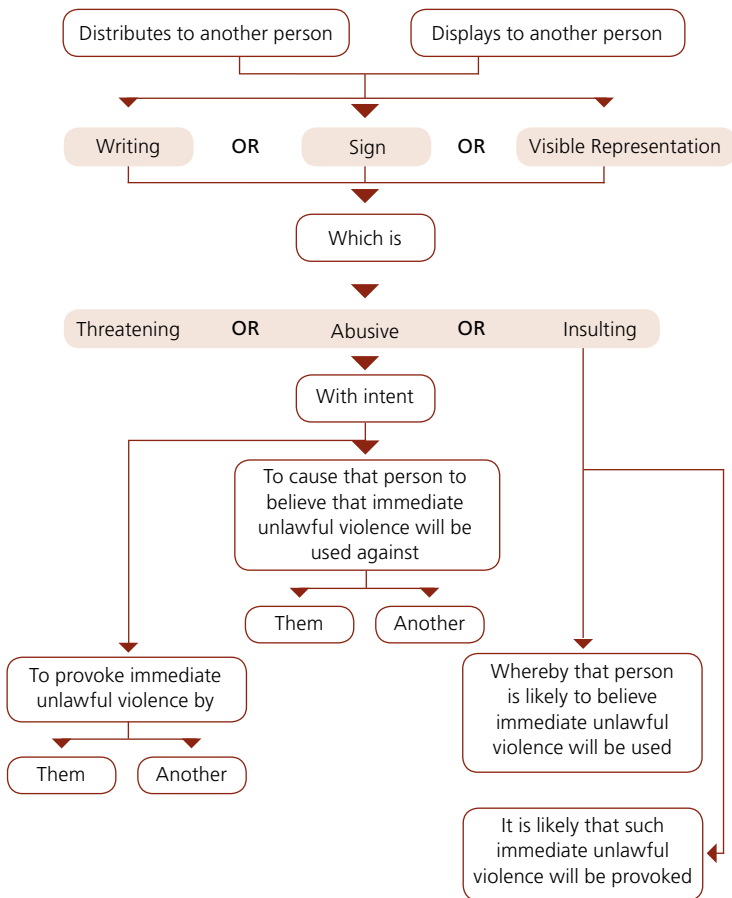 Distributes to another person
Displays to another person
Writing OR Sign OR Visible Representation
Which is
Threatening OR Abusive OR Insulting
With intent
To cause that person to
believe that immediate
unlawful violence will be
used against
Them
Another
To provoke immediate
unlawful violence by
Them
Another
Whereby that person
is likely to believe
immediate unlawful
violence will be used
It is likely that such
immediate unlawful
violence will be provoked